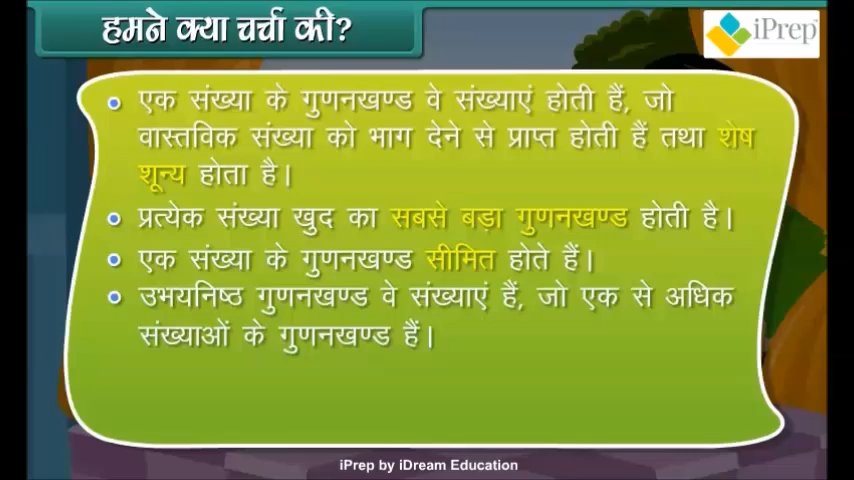 हमने क्या चर्चा की?
iPrep
एक संख्या के गुणनखण्ड वे संख्याएं होती हैं, जो
वास्तविक संख्या को भाग देने से प्राप्त होती हैं तथा शेष
शून्य होता है।
प्रत्येक संख्या खुद का सबसे बड़ा गुणनखण्ड होती है।
एक संख्या के गुणनखण्ड सीमित होते हैं।
उभयनिष्ठ गुणनखण्ड वे संख्याएं हैं, जो एक से अधिक
संख्याओं के गुणनखण्ड हैं।
iPrep by iDream Education